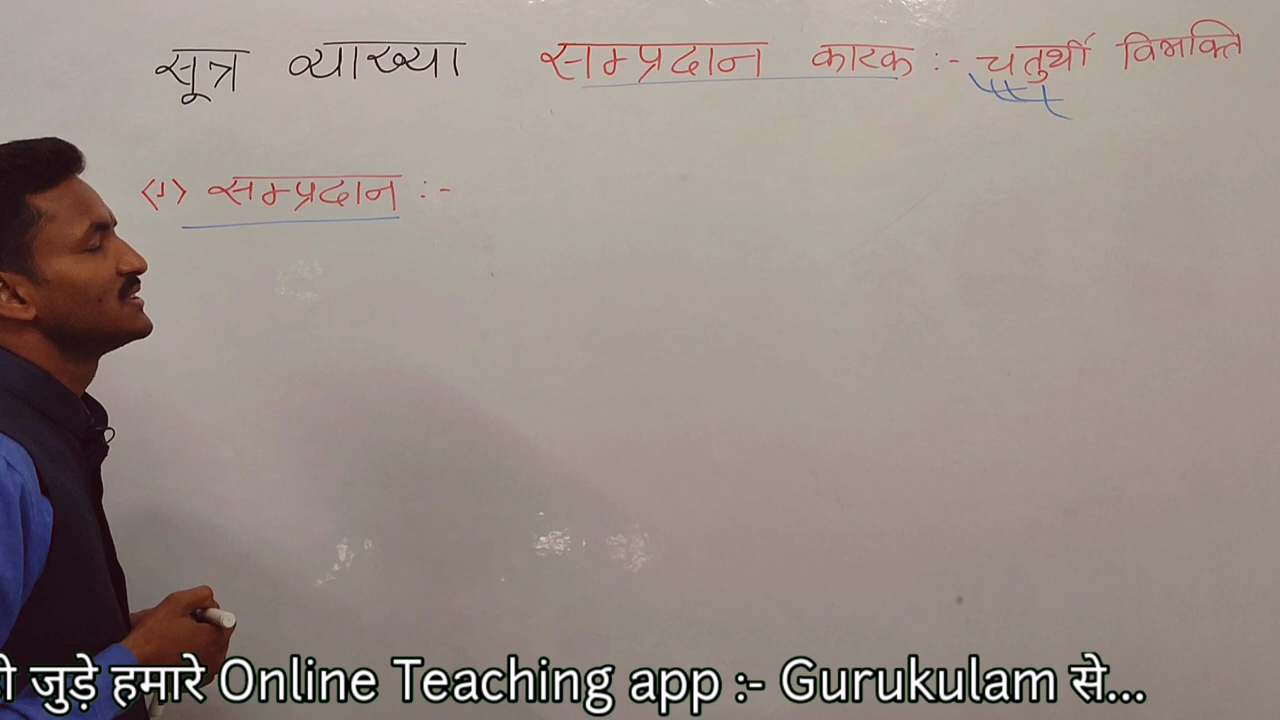 सूत्र व्याख्या सम्प्रदान कारक :- चतुर्थी विभक्ति
(1) सम्प्रदान :-
जुड़े हमारे Online Teaching app :- Gurukulam से...